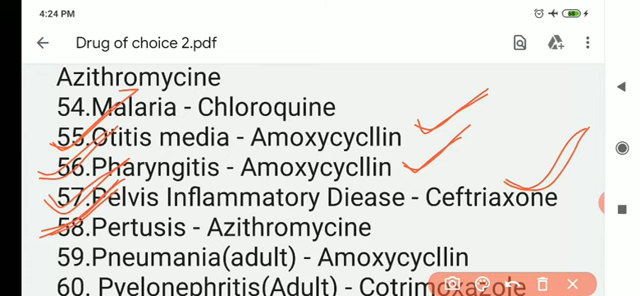 4:24 PM
Drug of choice 2.pdf
Azithromycine
54.Malaria - Chloroquine
55.Otitis media - Amoxycycllin
56.Pharyngitis - Amoxycycllin
57.Pelvis Inflammatory Diease - Ceftriaxone
58.Pertusis - Azithromycine
59.Pneumania(adult) - Amoxycycllin
60. Pyelonephritis(Adult) - Cotrimoxazole